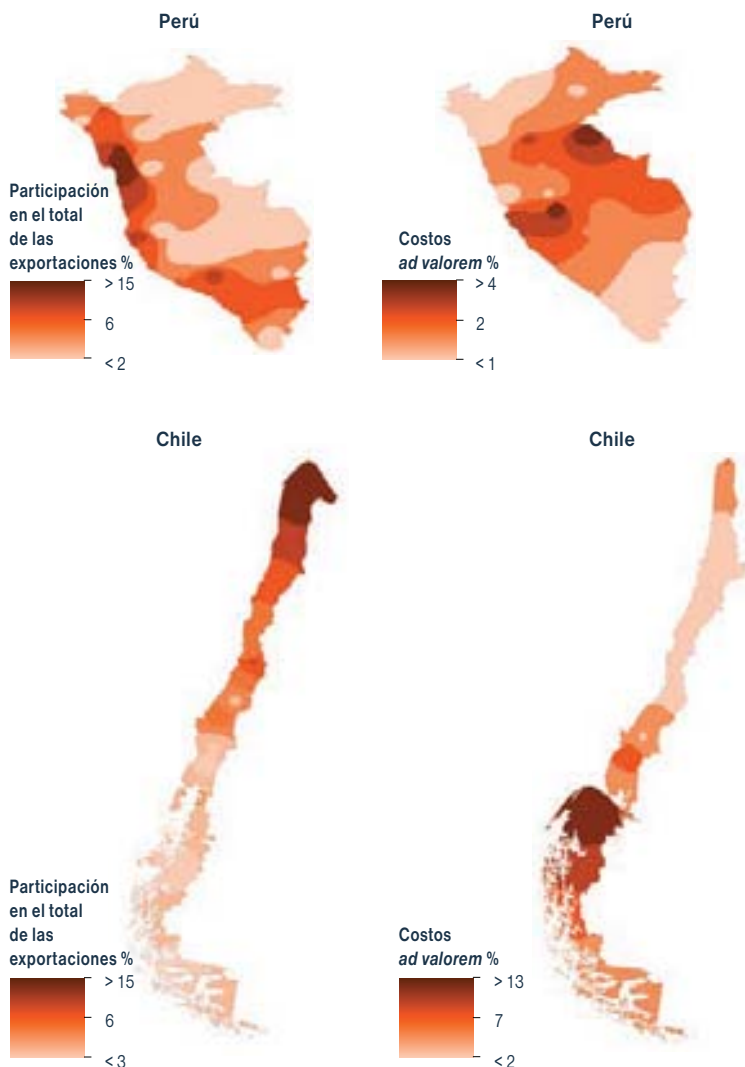 Perú
Participación
en el total
de las
exportaciones %
> 15
6
< 2
Perú
Costos
ad valorem %
> 4
2
< 1
Chile
Participación
en el total
de las
exportaciones %
> 15
6
< 3
Chile
Costos
ad valorem %
> 13
7
< 2